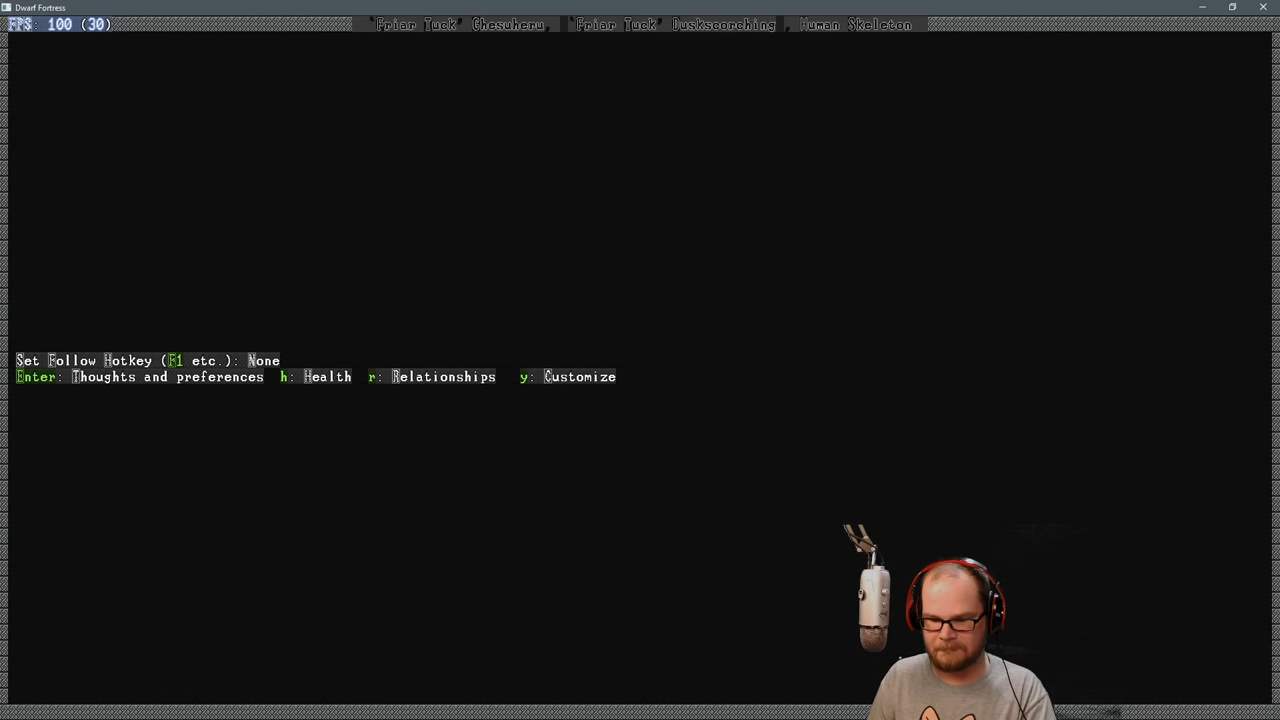 Dwarf Fortress
FPS: 100 (30)
`Friar Tuck' Chesuheru, `Friar Tuck' Duskscorching , Human Skeleton
Set Follow Hotkey (F1 etc.): None
Enter: Thoughts and preferences h: Health r: Relationships y: Customize